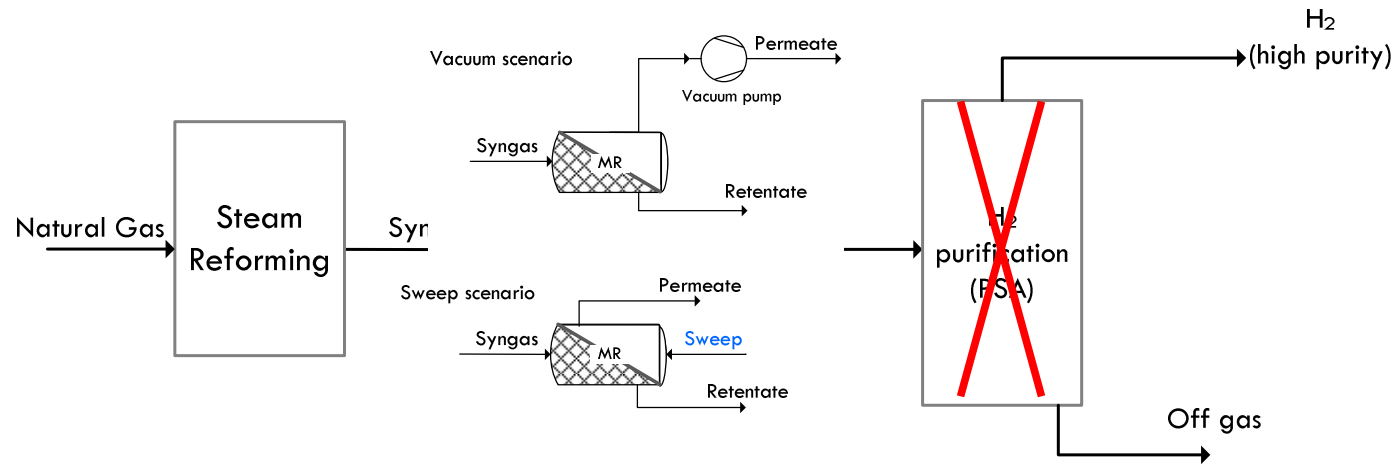 Natural Gas
Steam
Reforming
Syn
Vacuum scenario
Permeate
Vacuum pump
Syngas
MR
Retentate
Sweep scenario
Permeate
Syngas
MR
Sweep
Retentate
H₂
purification
(PSA)
H₂
(high purity)
Off gas